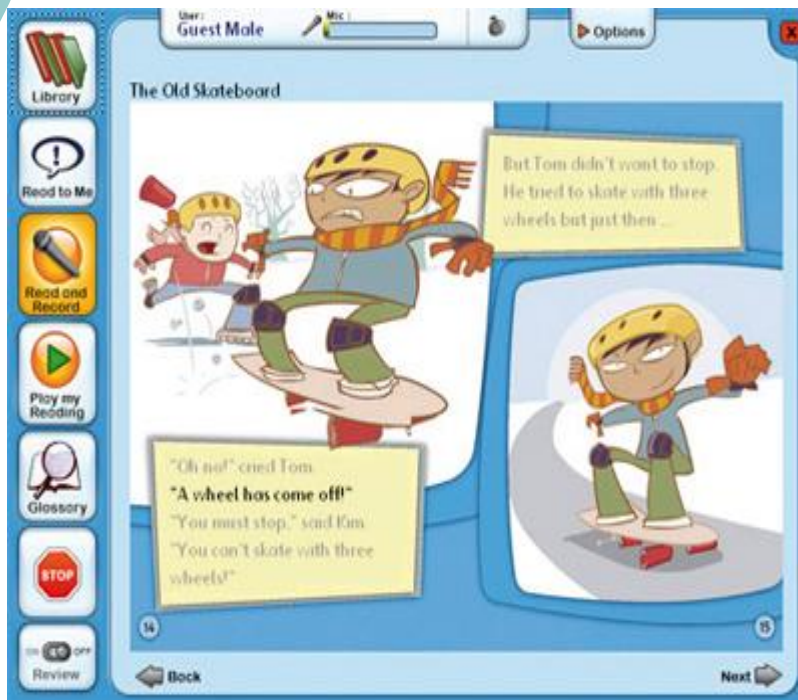 User:
Guest Male
Mic:
Options
X
Library
Read to Me
Read and
Record
Play my
Reading
Glossary
STOP
ON OFF
Review
The Old Skateboard
"Oh no!" cried Tom.
"A wheel has come off!"
"You must stop," said Kim.
"You can't skate with three
wheels!"
But Tom didn't want to stop.
He tried to skate with three
wheels but just then ...
14
15
Back
Next